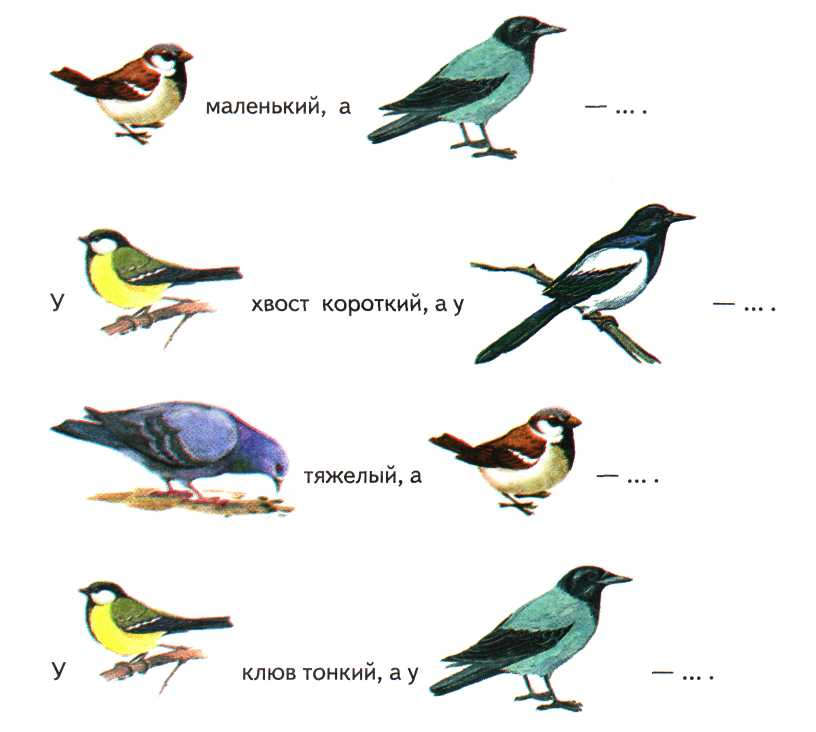 маленький, а — ... .
У хвост короткий, а у — ... .
тяжелый, а — ... .
У клюв тонкий, а у — ... .